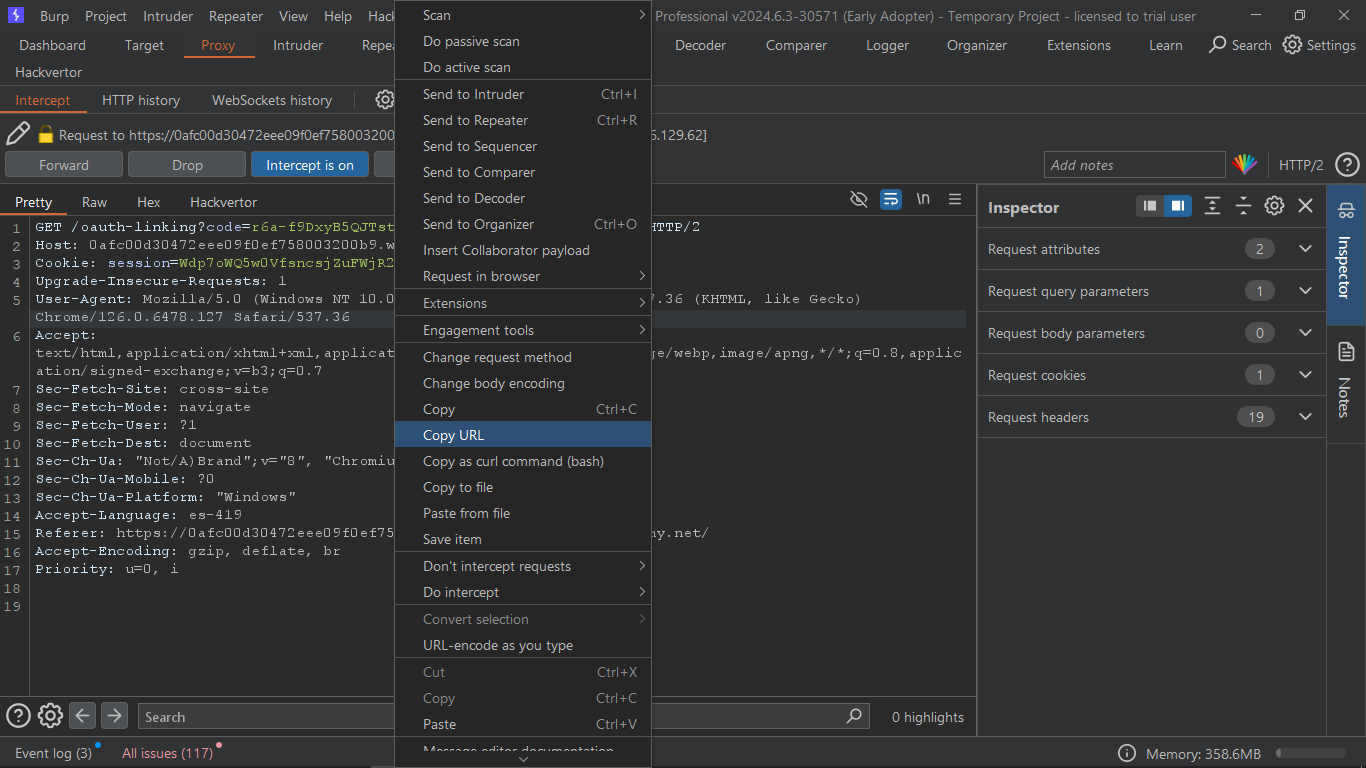 Burp Project Intruder Repeater View Help Hac
Professional v2024.6.3-30571 (Early Adopter) - Temporary Project - licensed to trial user
Dashboard Target Proxy Intruder Repea
Decoder Comparer Logger Organizer Extensions Learn Search Settings
Hackvertor
Intercept HTTP history WebSockets history
Request to https://0afc00d30472eee09f0ef758003200
6.129.62]
Forward Drop Intercept is on
Add notes HTTP/2
Pretty Raw Hex Hackvertor
\n
1 GET /oauth-linking?code=r6a-f9DxyB5QJTst
HTTP/2
2 Host: 0afc00d30472eee09f0ef758003200b9.w
3 Cookie: session=Wdp7oWQ5w0VfsncsjZuFWjR2
4 Upgrade-Insecure-Requests: 1
5 User-Agent: Mozilla/5.0 (Windows NT 10.0
7.36 (KHTML, like Gecko)
Chrome/126.0.6478.127 Safari/537.36
6 Accept:
text/html,application/xhtml+xml,applicat
ge/webp,image/apng,*/*;q=0.8,applic
ation/signed-exchange;v=b3;q=0.7
7 Sec-Fetch-Site: cross-site
8 Sec-Fetch-Mode: navigate
9 Sec-Fetch-User: ?1
10 Sec-Fetch-Dest: document
11 Sec-Ch-Ua: "Not/A)Brand";v="8", "Chromiu
12 Sec-Ch-Ua-Mobile: ?0
13 Sec-Ch-Ua-Platform: "Windows"
14 Accept-Language: es-419
15 Referer: https://0afc00d30472eee09f0ef75
my.net/
16 Accept-Encoding: gzip, deflate, br
17 Priority: u=0, i
18
19
Scan
Do passive scan
Do active scan
Send to Intruder Ctrl+I
Send to Repeater Ctrl+R
Send to Sequencer
Send to Comparer
Send to Decoder
Send to Organizer Ctrl+O
Insert Collaborator payload
Request in browser
Extensions
Engagement tools
Change request method
Change body encoding
Copy Ctrl+C
Copy URL
Copy as curl command (bash)
Copy to file
Paste from file
Save item
Don't intercept requests
Do intercept
Convert selection
URL-encode as you type
Cut Ctrl+X
Copy Ctrl+C
Paste Ctrl+V
Message editor documentation
Inspector
Request attributes 2
Request query parameters 1
Request body parameters 0
Request cookies 1
Request headers 19
Inspector
Notes
Search
0 highlights
Event log (3) All issues (117)
Memory: 358.6MB